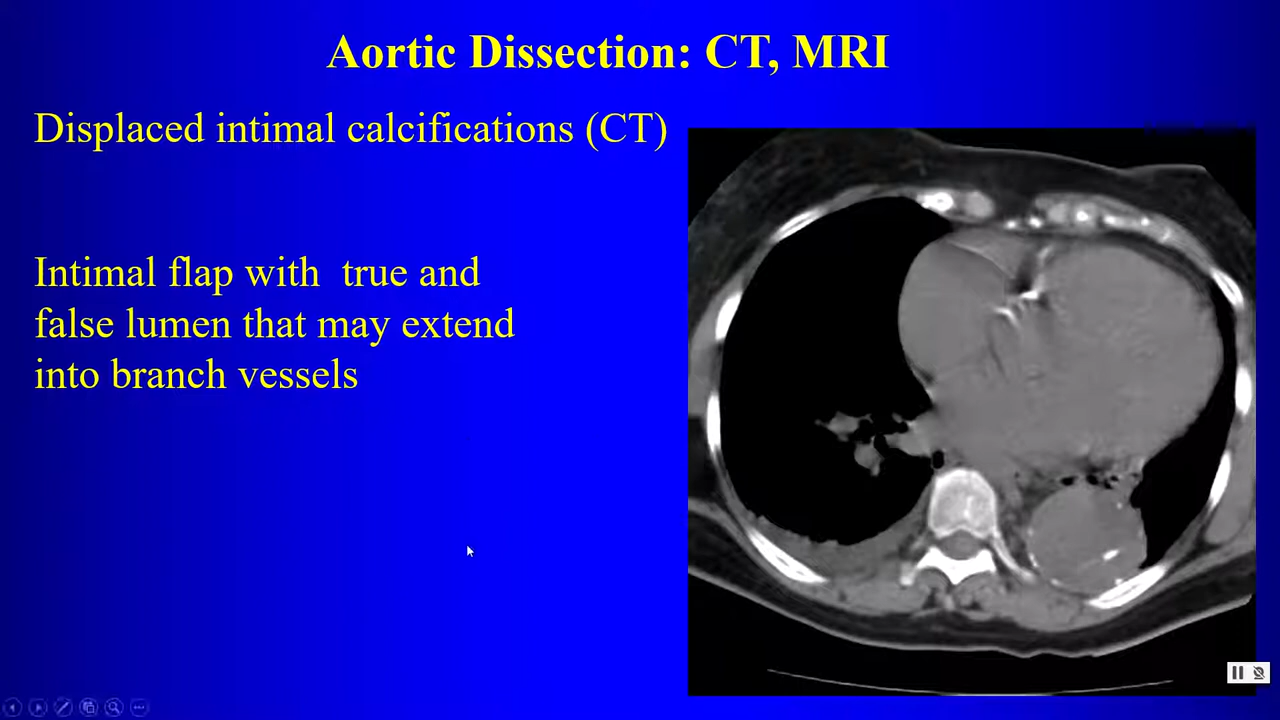 Aortic Dissection: CT, MRI
Displaced intimal calcifications (CT)
Intimal flap with true and
false lumen that may extend
into branch vessels